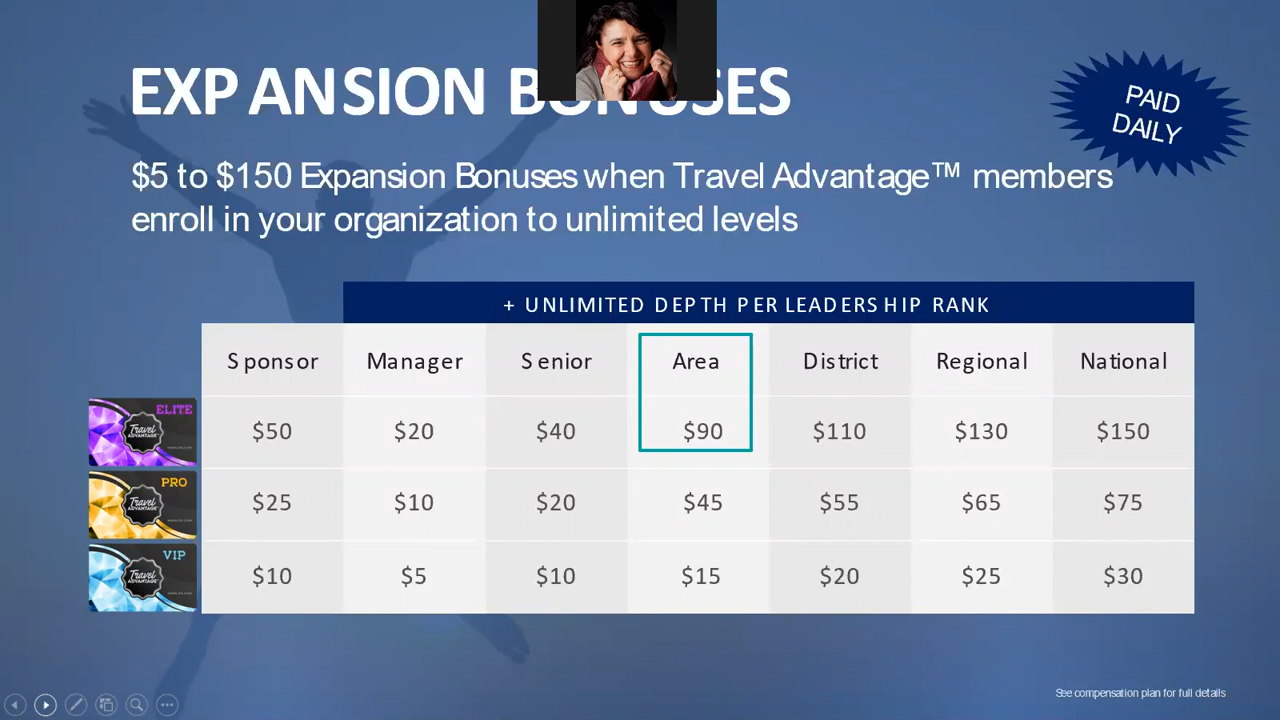 EXPANSION BONUSES
PAID
DAILY
$5 to $150 Expansion Bonuses when Travel Advantage™ members
enroll in your organization to unlimited levels
+ UNLIMITED DEPTH PER LEADERSHIP RANK
Sponsor Manager Senior Area District Regional National
ELITE
Travel
ADVANTAGE
$50 $20 $40 $90 $110 $130 $150
PRO
Travel
ADVANTAGE
$25 $10 $20 $45 $55 $65 $75
VIP
Travel
ADVANTAGE
$10 $5 $10 $15 $20 $25 $30
See compensation plan for full details